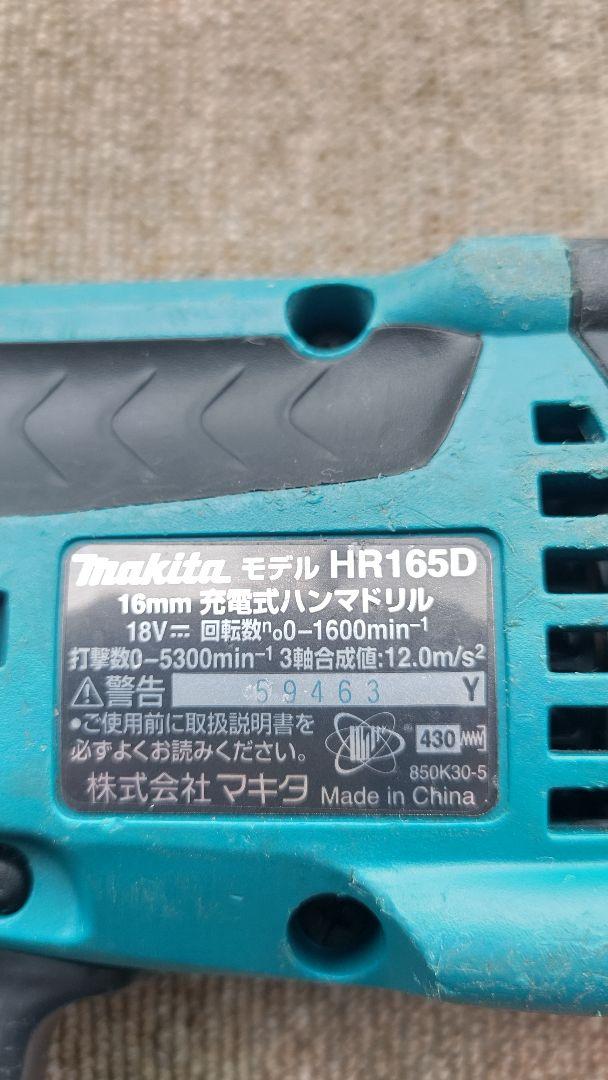 makita モデル HR165D
16mm 充電式ハンマドリル
18V⎓ 回転数n₀0-1600min⁻¹
打撃数0-5300min⁻¹ 3軸合成値:12.0m/s²
⚠警告 59463 Y
•ご使用前に取扱説明書を
必ずよくお読みください。
430
850K30-5
株式会社 マキタ Made in China